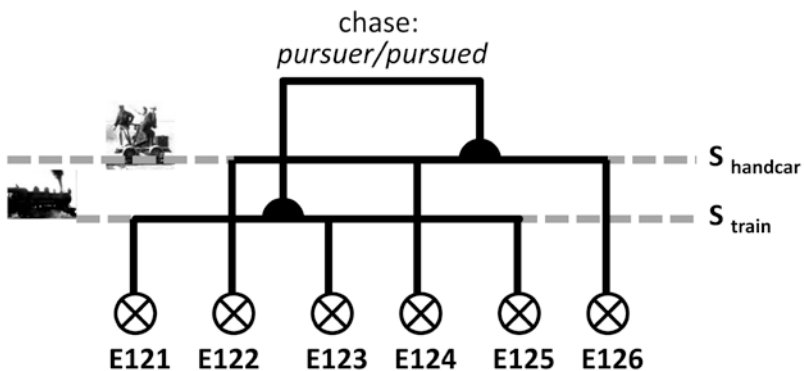 chase:
pursuer/pursued
S handcar
S train
E121 E122 E123 E124 E125 E126